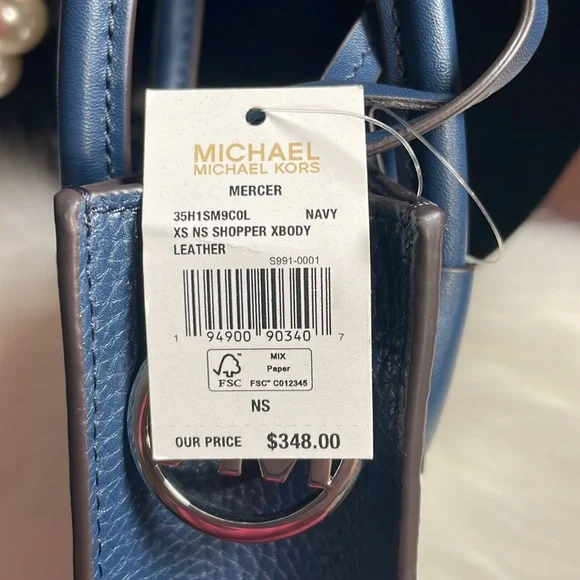 MICHAEL
MICHAEL KORS
MERCER
35H1SM9C0L NAVY
XS NS SHOPPER XBODY
LEATHER
S991-0001
1 94900 90340 7
FSC
MIX
Paper
FSC™ C012345
NS
OUR PRICE $348.00